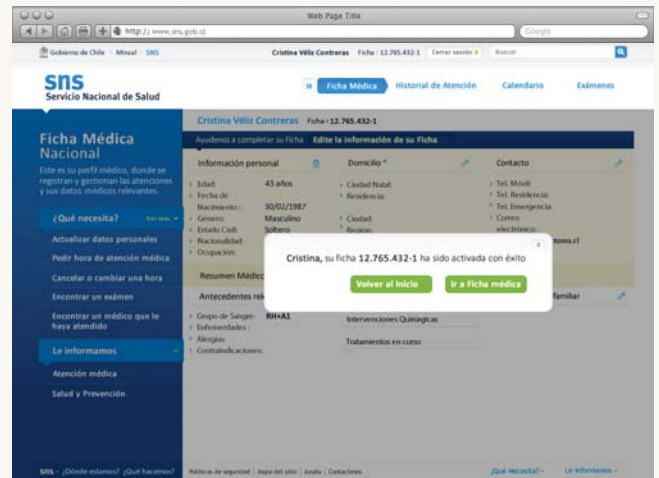 Web Page Title
http://www.sns.gob.cl
Google
Gobierno de Chile Minsal SNS
Cristina Véliz Contreras Ficha: 12.765.432-1 Cerrar sesión x
Buscar
sns
Servicio Nacional de Salud
Ficha Médica
Historial de Atención
Calendario
Exámenes
Ficha Médica
Nacional
Este es su perfil médico, donde se
registran y gestionan las atenciones
y sus datos médicos relevantes.
¿Qué necesita? Ver más
Actualizar datos personales
Pedir hora de atención médica
Cancelar o cambiar una hora
Encontrar un exámen
Encontrar un médico que le
haya atendido
Le informamos
Atención médica
Salud y Prevención
Cristina Véliz Contreras Ficha: 12.765.432-1
Ayudenos a completar su Ficha Edite la información de su Ficha
Información personal
Edad: 43 años
Fecha de
Nacimiento: 30/02/1987
Género: Masculino
Estado Civil: Soltero
Nacionalidad:
Ocupación:
Domicilio *
Ciudad Natal:
Residencia:
Ciudad:
Región:
Contacto
Tel. Móvil:
Tel. Residencia:
Tel. Emergencia:
Correo
electrónico:
Cristina, su ficha 12.765.432-1 ha sido activada con éxito
x
Volver al Inicio
Ir a Ficha médica
Resumen Médico
Antecedentes
familiar
Grupo de Sangre: RH+A1
Enfermedades:
Alergias:
Contraindicaciones:
Intervenciones Quirúrgicas
Tratamientos en curso
SNS - ¿Dónde estamos? ¿Qué hacemos?
Políticas de seguridad | Mapa del sitio | Ayuda | Contactenos
¿Qué Necesita?
Le Informamos